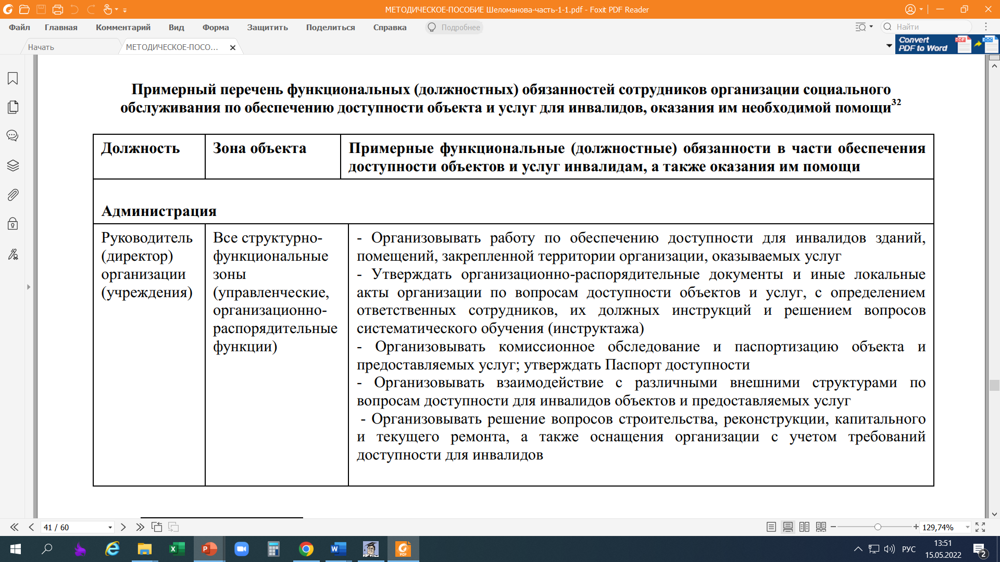 МЕТОДИЧЕСКОЕ-ПОСОБИЕ Шеломанова-часть-1-1.pdf - Foxit PDF Reader
Файл Главная Комментарий Вид Форма Защитить Поделиться Справка Подробнее Найти
Начать МЕТОДИЧЕСКОЕ-ПОСО... Convert PDF DOC
PDF to Word
Примерный перечень функциональных (должностных) обязанностей сотрудников организации социального
обслуживания по обеспечению доступности объекта и услуг для инвалидов, оказания им необходимой помощи32
Должность
Зона объекта
Примерные функциональные (должностные) обязанности в части обеспечения
доступности объектов и услуг инвалидам, а также оказания им помощи
Администрация
Руководитель
(директор)
организации
(учреждения)
Все структурно-
функциональные
зоны
(управленческие,
организационно-
распорядительные
функции)
- Организовывать работу по обеспечению доступности для инвалидов зданий,
помещений, закрепленной территории организации, оказываемых услуг
- Утверждать организационно-распорядительные документы и иные локальные
акты организации по вопросам доступности объектов и услуг, с определением
ответственных сотрудников, их должных инструкций и решением вопросов
систематического обучения (инструктажа)
- Организовывать комиссионное обследование и паспортизацию объекта и
предоставляемых услуг; утверждать Паспорт доступности
- Организовывать взаимодействие с различными внешними структурами по
вопросам доступности для инвалидов объектов и предоставляемых услуг
- Организовывать решение вопросов строительства, реконструкции, капитального
и текущего ремонта, а также оснащения организации с учетом требований
доступности для инвалидов
41 / 60 129,74%
РУС 13:51
15.05.2022 2